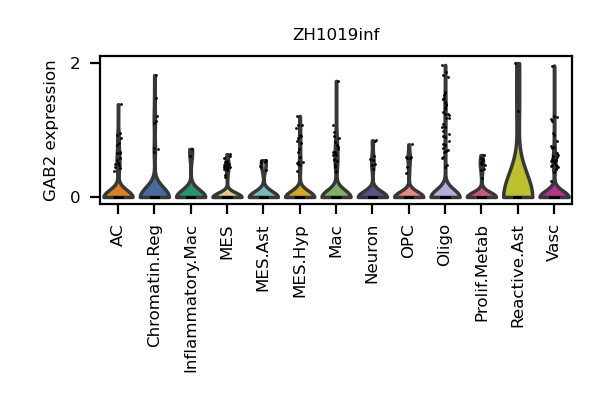 ZH1019inf
GAB2 expression
2
0
AC
Chromatin.Reg
Inflammatory.Mac
MES
MES.Ast
MES.Hyp
Mac
Neuron
OPC
Oligo
Prolif.Metab
Reactive.Ast
Vasc